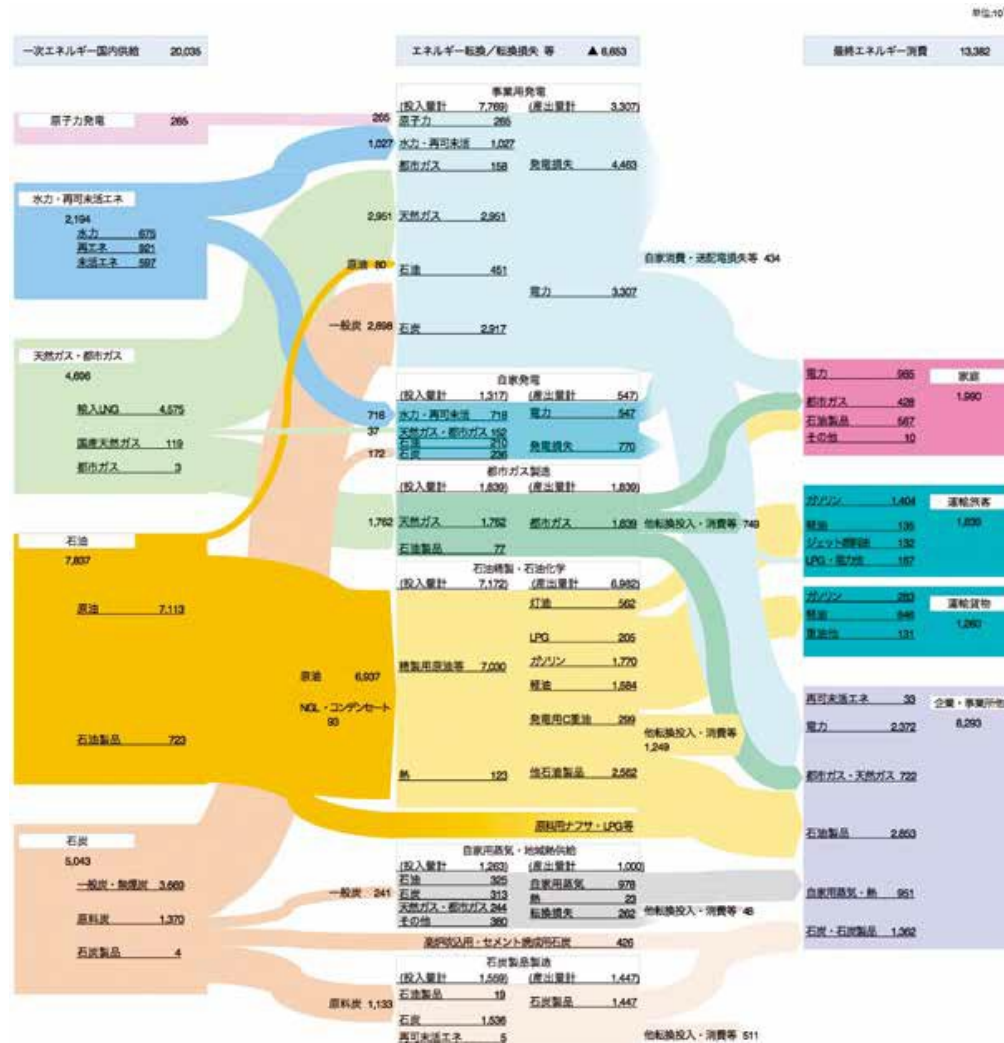 単位:10
一次エネルギー国内供給 20,035
エネルギー転換/転換損失 等 ▲6,653
最終エネルギー消費 13,382
原子力発電 265
水力・再可未活エネ
2,194
水力 675
再エネ 921
未活エネ 597
天然ガス・都市ガス
4,696
輸入LNG 4,575
国産天然ガス 119
都市ガス 3
石油
7,837
原油 7,113
石油製品 723
石炭
5,043
一般炭・無煙炭 3,669
原料炭 1,370
石炭製品 4
265
1,027
2,951
原油 80
一般炭 2,898
718
37
172
1,762
原油 6,937
NGL・コンデンセート
93
一般炭 241
原料炭 1,133
事業用発電
(投入量計 7,769) (産出量計 3,307)
原子力 265
水力・再可未活 1,027
都市ガス 158 発電損失 4,463
天然ガス 2,951
石油 451
電力 3,307
石炭 2,917
自家発電
(投入量計 1,317) (産出量計 547)
水力・再可未活 718 電力 547
天然ガス・都市ガス 152
石油 210 発電損失 770
石炭 236
都市ガス製造
(投入量計 1,839) (産出量計 1,839)
天然ガス 1,762 都市ガス 1,839
石油製品 77
石油精製・石油化学
(投入量計 7,172) (産出量計 6,982)
灯油 562
LPG 205
精製用原油等 7,030 ガソリン 1,770
軽油 1,584
発電用C重油 299
熱 123 他石油製品 2,562
原料用ナフサ・LPG等
自家用蒸気・地域熱供給
(投入量計 1,263) (産出量計 1,000)
石油 325 自家用蒸気 978
石炭 313 熱 23
天然ガス・都市ガス 244 転換損失 262
その他 380
高炉吹込用・セメント焼成用石炭 426
石炭製品製造
(投入量計 1,559) (産出量計 1,447)
石油製品 19 石炭製品 1,447
石炭 1,536
再可未活エネ 5
自家消費・送配電損失等 434
他転換投入・消費等 749
他転換投入・消費等
1,249
他転換投入・消費等 48
他転換投入・消費等 511
電力 985 家庭
都市ガス 428 1,990
石油製品 567
その他 10
ガソリン 1,404 運輸旅客
軽油 135 1,839
ジェット燃料油 132
LPG・電力他 167
ガソリン 283 運輸貨物
軽油 846 1,260
重油他 131
再可未活エネ 33 企業・事業所他
電力 2,372 8,293
都市ガス・天然ガス 722
石油製品 2,853
自家用蒸気・熱 951
石炭・石炭製品 1,362